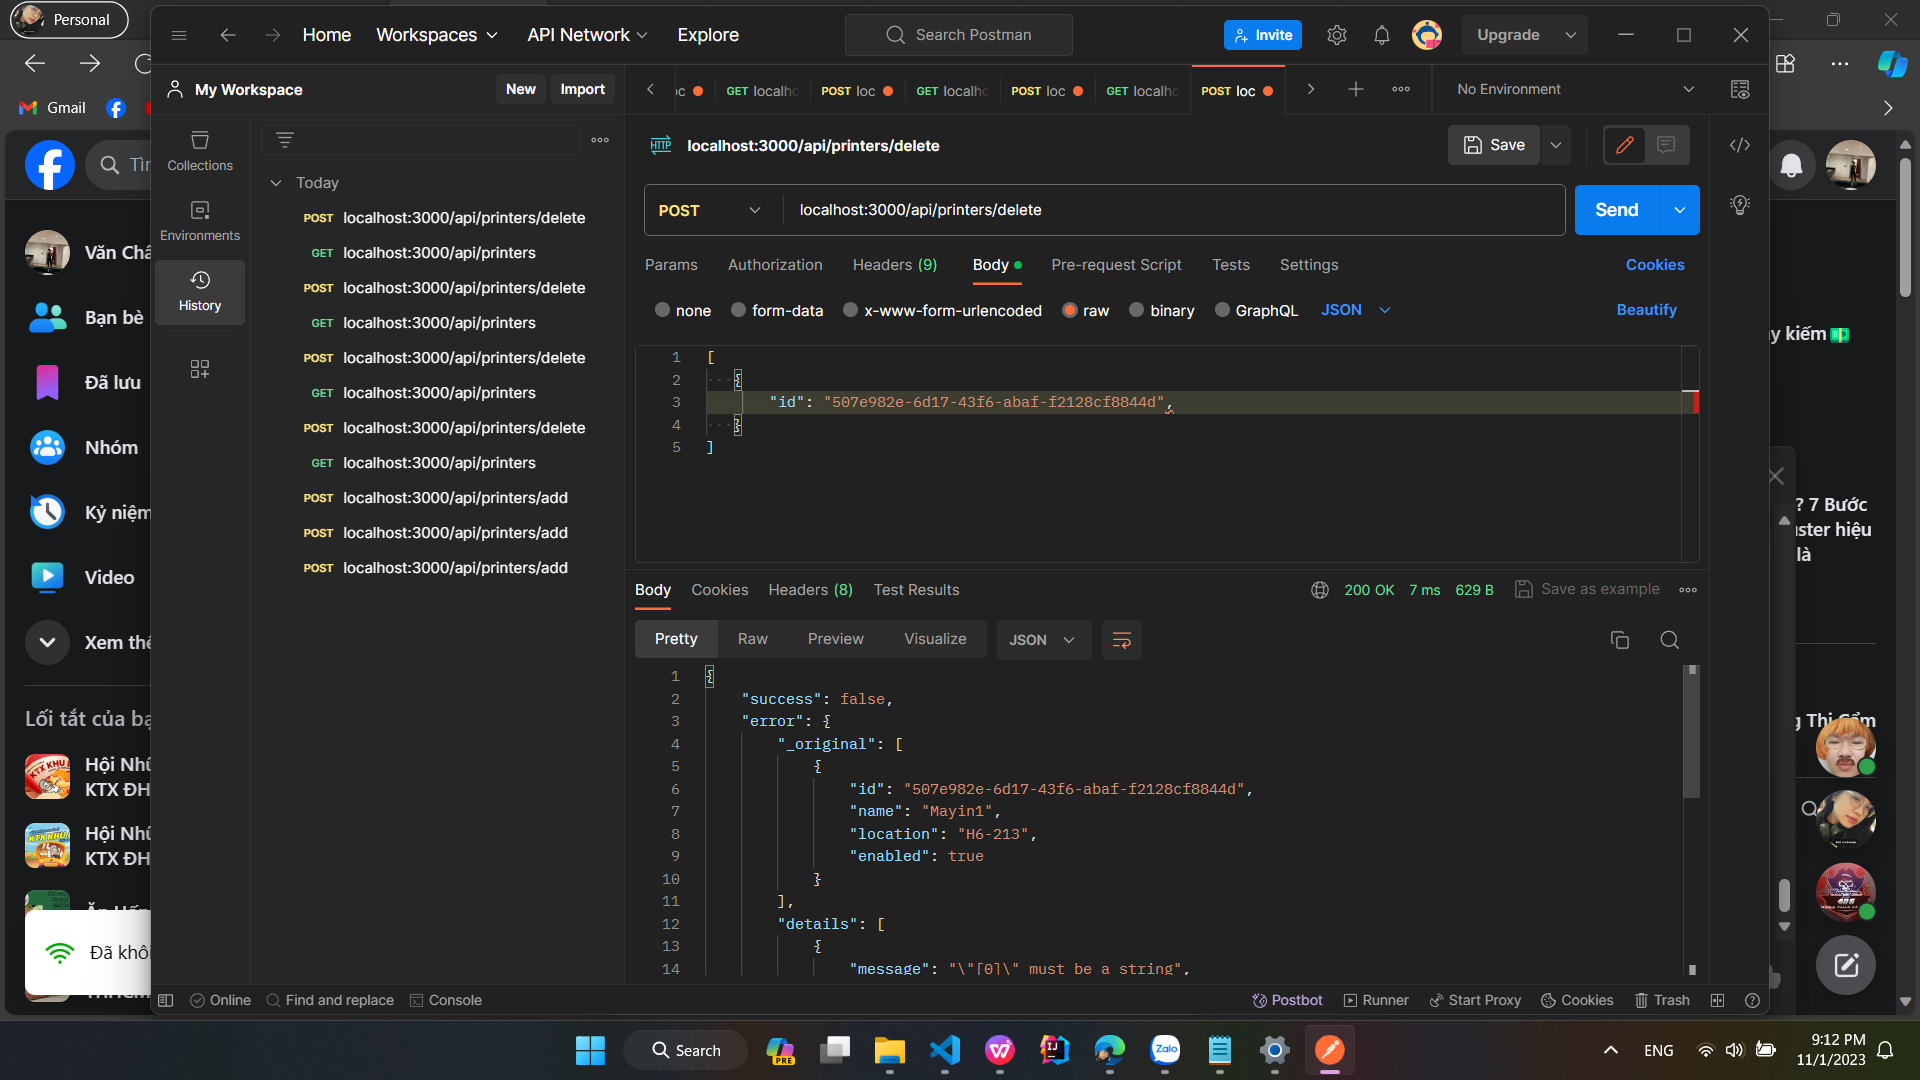 Personal
Home
Workspaces
API Network
Explore
Search Postman
Invite
Upgrade
Gmail
My Workspace
New
Import
GET localho
POST loc
GET localho
POST loc
GET localho
POST loc
No Environment
Collections
Environments
History
Today
POST localhost:3000/api/printers/delete
GET localhost:3000/api/printers
POST localhost:3000/api/printers/delete
GET localhost:3000/api/printers
POST localhost:3000/api/printers/delete
GET localhost:3000/api/printers
POST localhost:3000/api/printers/delete
GET localhost:3000/api/printers
POST localhost:3000/api/printers/add
POST localhost:3000/api/printers/add
POST localhost:3000/api/printers/add
HTTP localhost:3000/api/printers/delete
Save
POST
localhost:3000/api/printers/delete
Send
Params
Authorization
Headers (9)
Body
Pre-request Script
Tests
Settings
Cookies
none
form-data
x-www-form-urlencoded
raw
binary
GraphQL
JSON
Beautify
1 [
2 {
3 "id": "507e982e-6d17-43f6-abaf-f2128cf8844d",
4 }
5 ]
Body
Cookies
Headers (8)
Test Results
200 OK
7 ms
629 B
Save as example
Pretty
Raw
Preview
Visualize
JSON
1 {
2 "success": false,
3 "error": {
4 "_original": [
5 {
6 "id": "507e982e-6d17-43f6-abaf-f2128cf8844d",
7 "name": "Mayin1",
8 "location": "H6-213",
9 "enabled": true
10 }
11 ],
12 "details": [
13 {
14 "message": "\"[0]\" must be a string",
Văn Châ
Bạn bè
Đã lưu
Nhóm
Kỷ niệm
Video
Xem thê
Lối tắt của bạ
Hội Nhữ
KTX ĐH
Hội Nhữ
KTX ĐH
Đã khôi
y kiếm
? 7 Bước
uster hiệu
là
g Thị Cẩm
Online
Find and replace
Console
Postbot
Runner
Start Proxy
Cookies
Trash
Search
PRE
Zalo
ENG
9:12 PM
11/1/2023